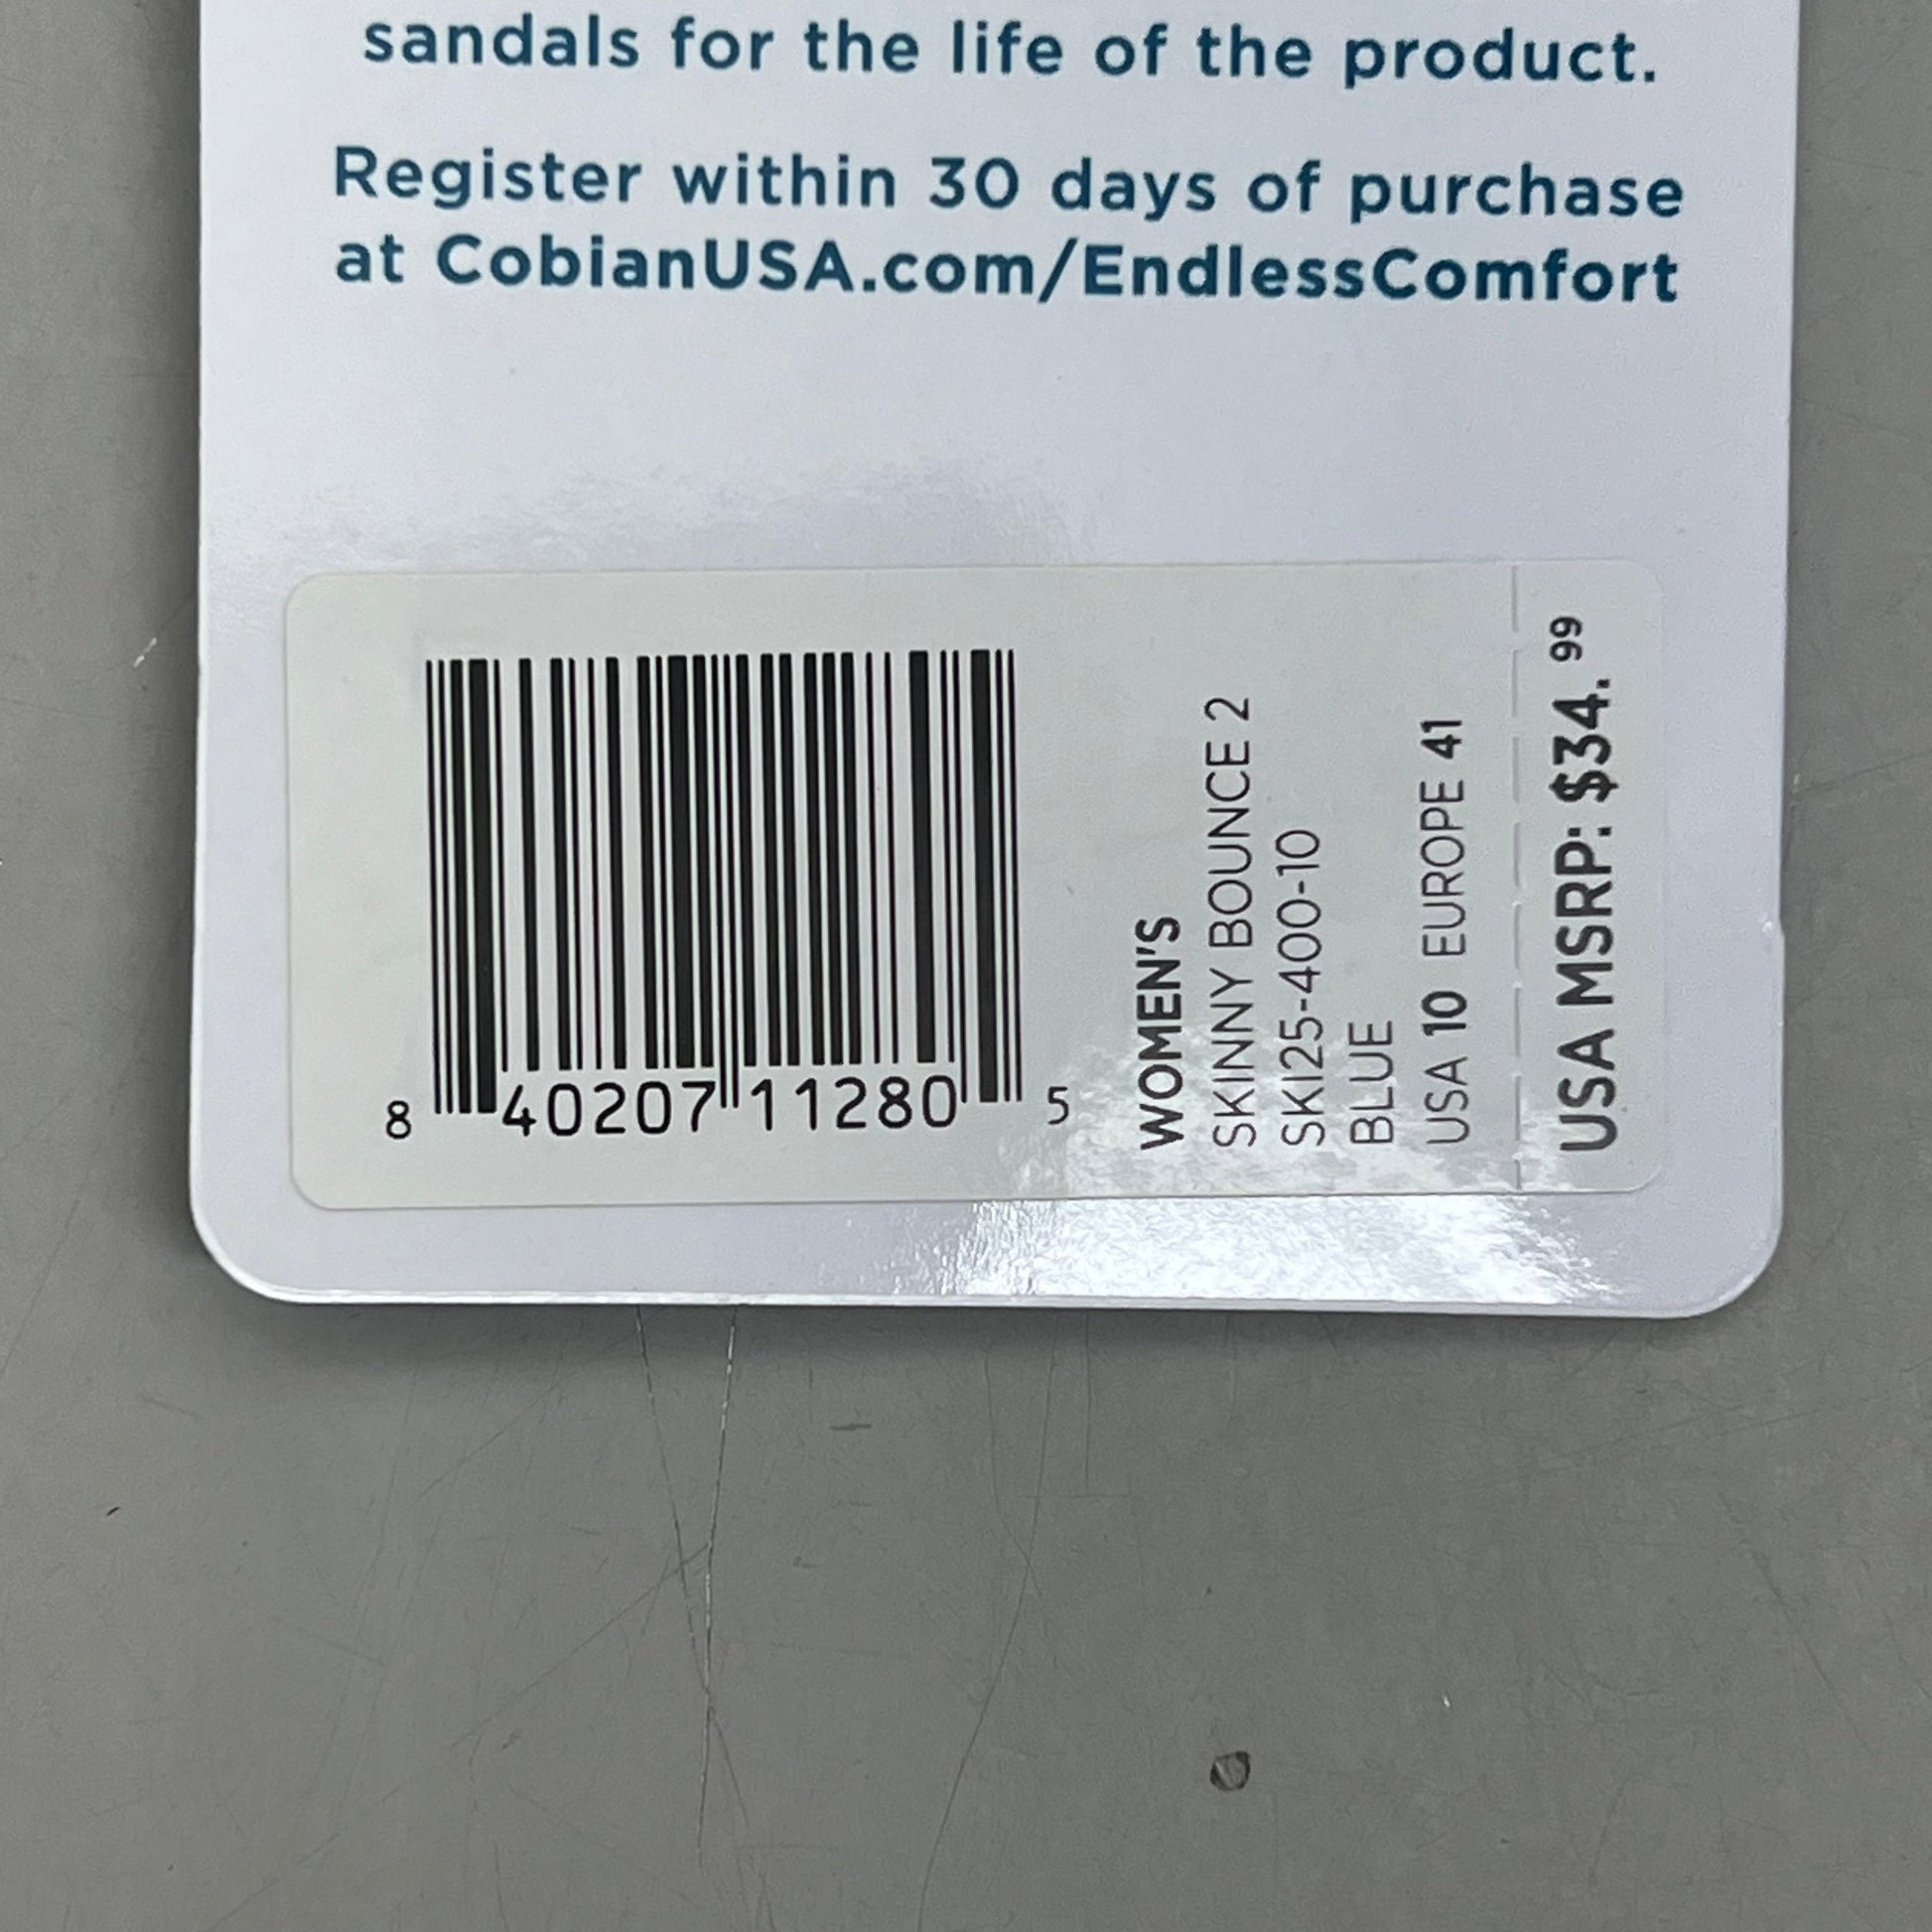 sandals for the life of the product.
Register within 30 days of purchase
at CobianUSA.com/EndlessComfort
8 40207 11280 5
WOMEN'S
SKINNY BOUNCE 2
SKI25-400-10
BLUE
USA 10 EUROPE 41
USA MSRP: $34.99